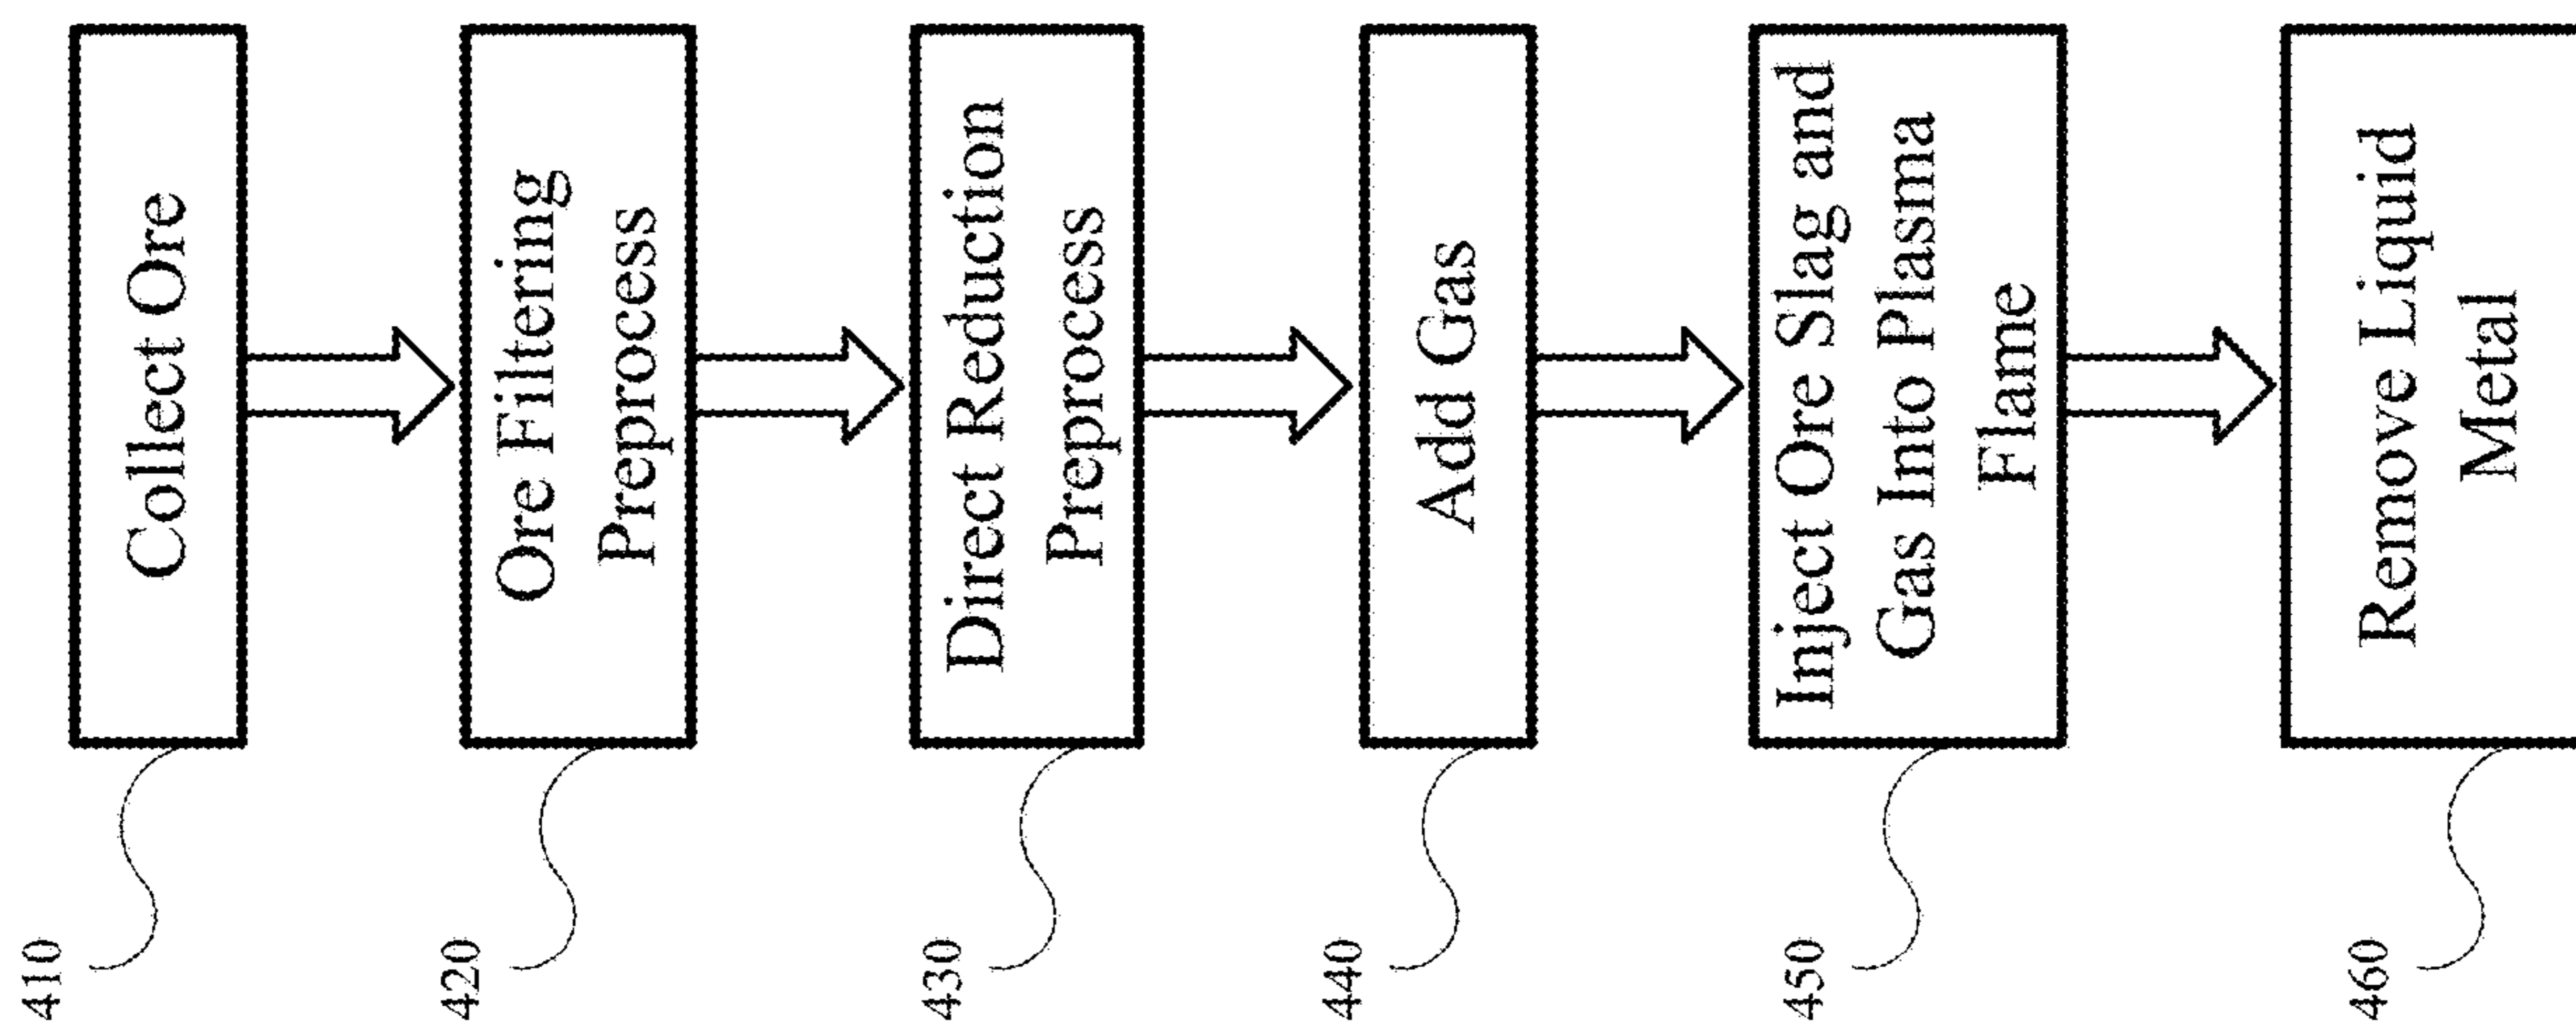 410
Collect Ore
420
Ore Filtering
Preprocess
430
Direct Reduction
Preprocess
440
Add Gas
450
Inject Ore Slag and
Gas Into Plasma
Flame
460
Remove Liquid
Metal